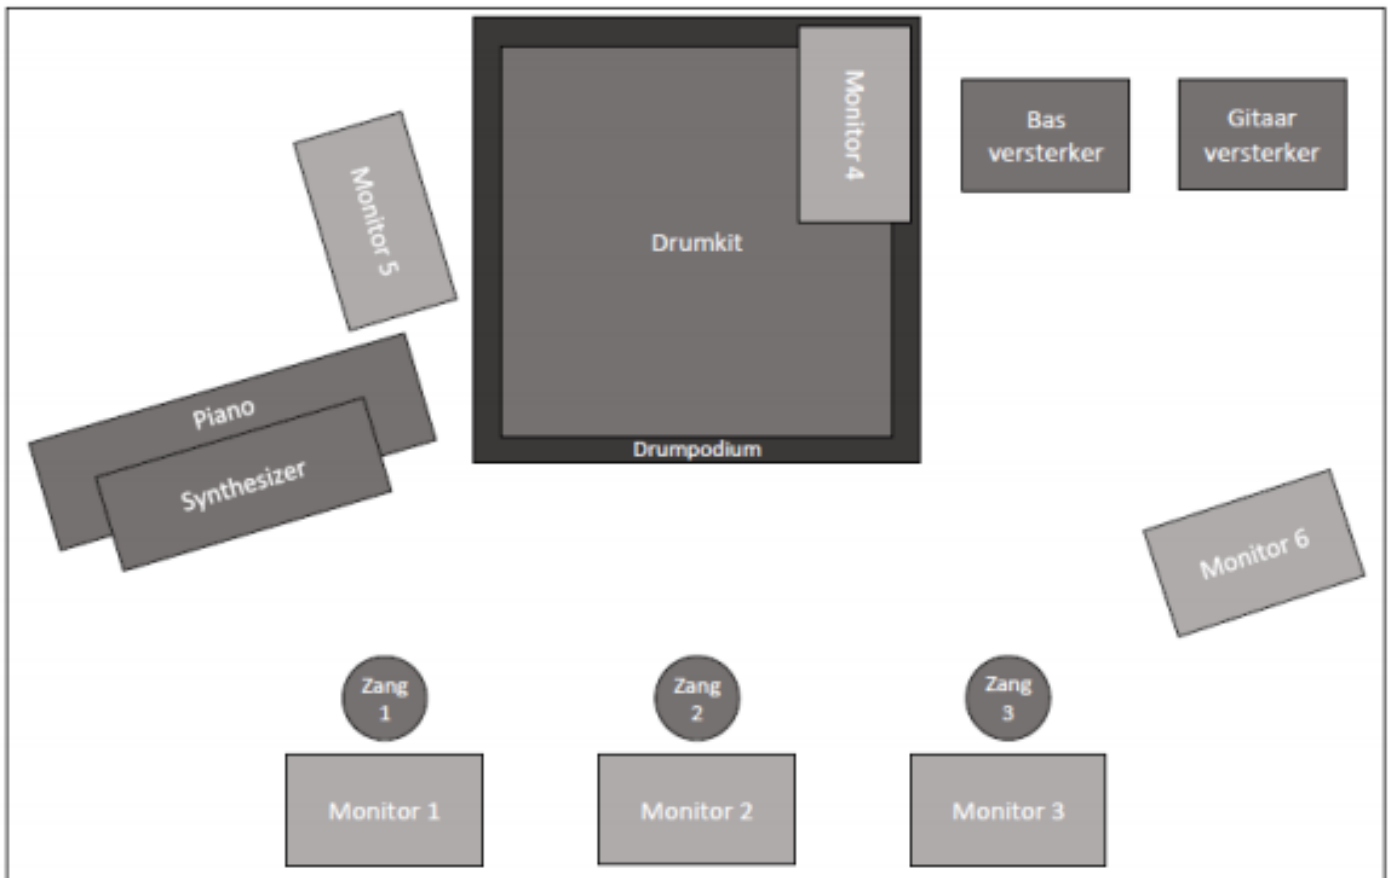 Monitor 4
Bas
versterker
Gitaar
versterker
Monitor 5
Drumkit
Piano
Drumpodium
Synthesizer
Monitor 6
Zang
1
Zang
2
Zang
3
Monitor 1
Monitor 2
Monitor 3